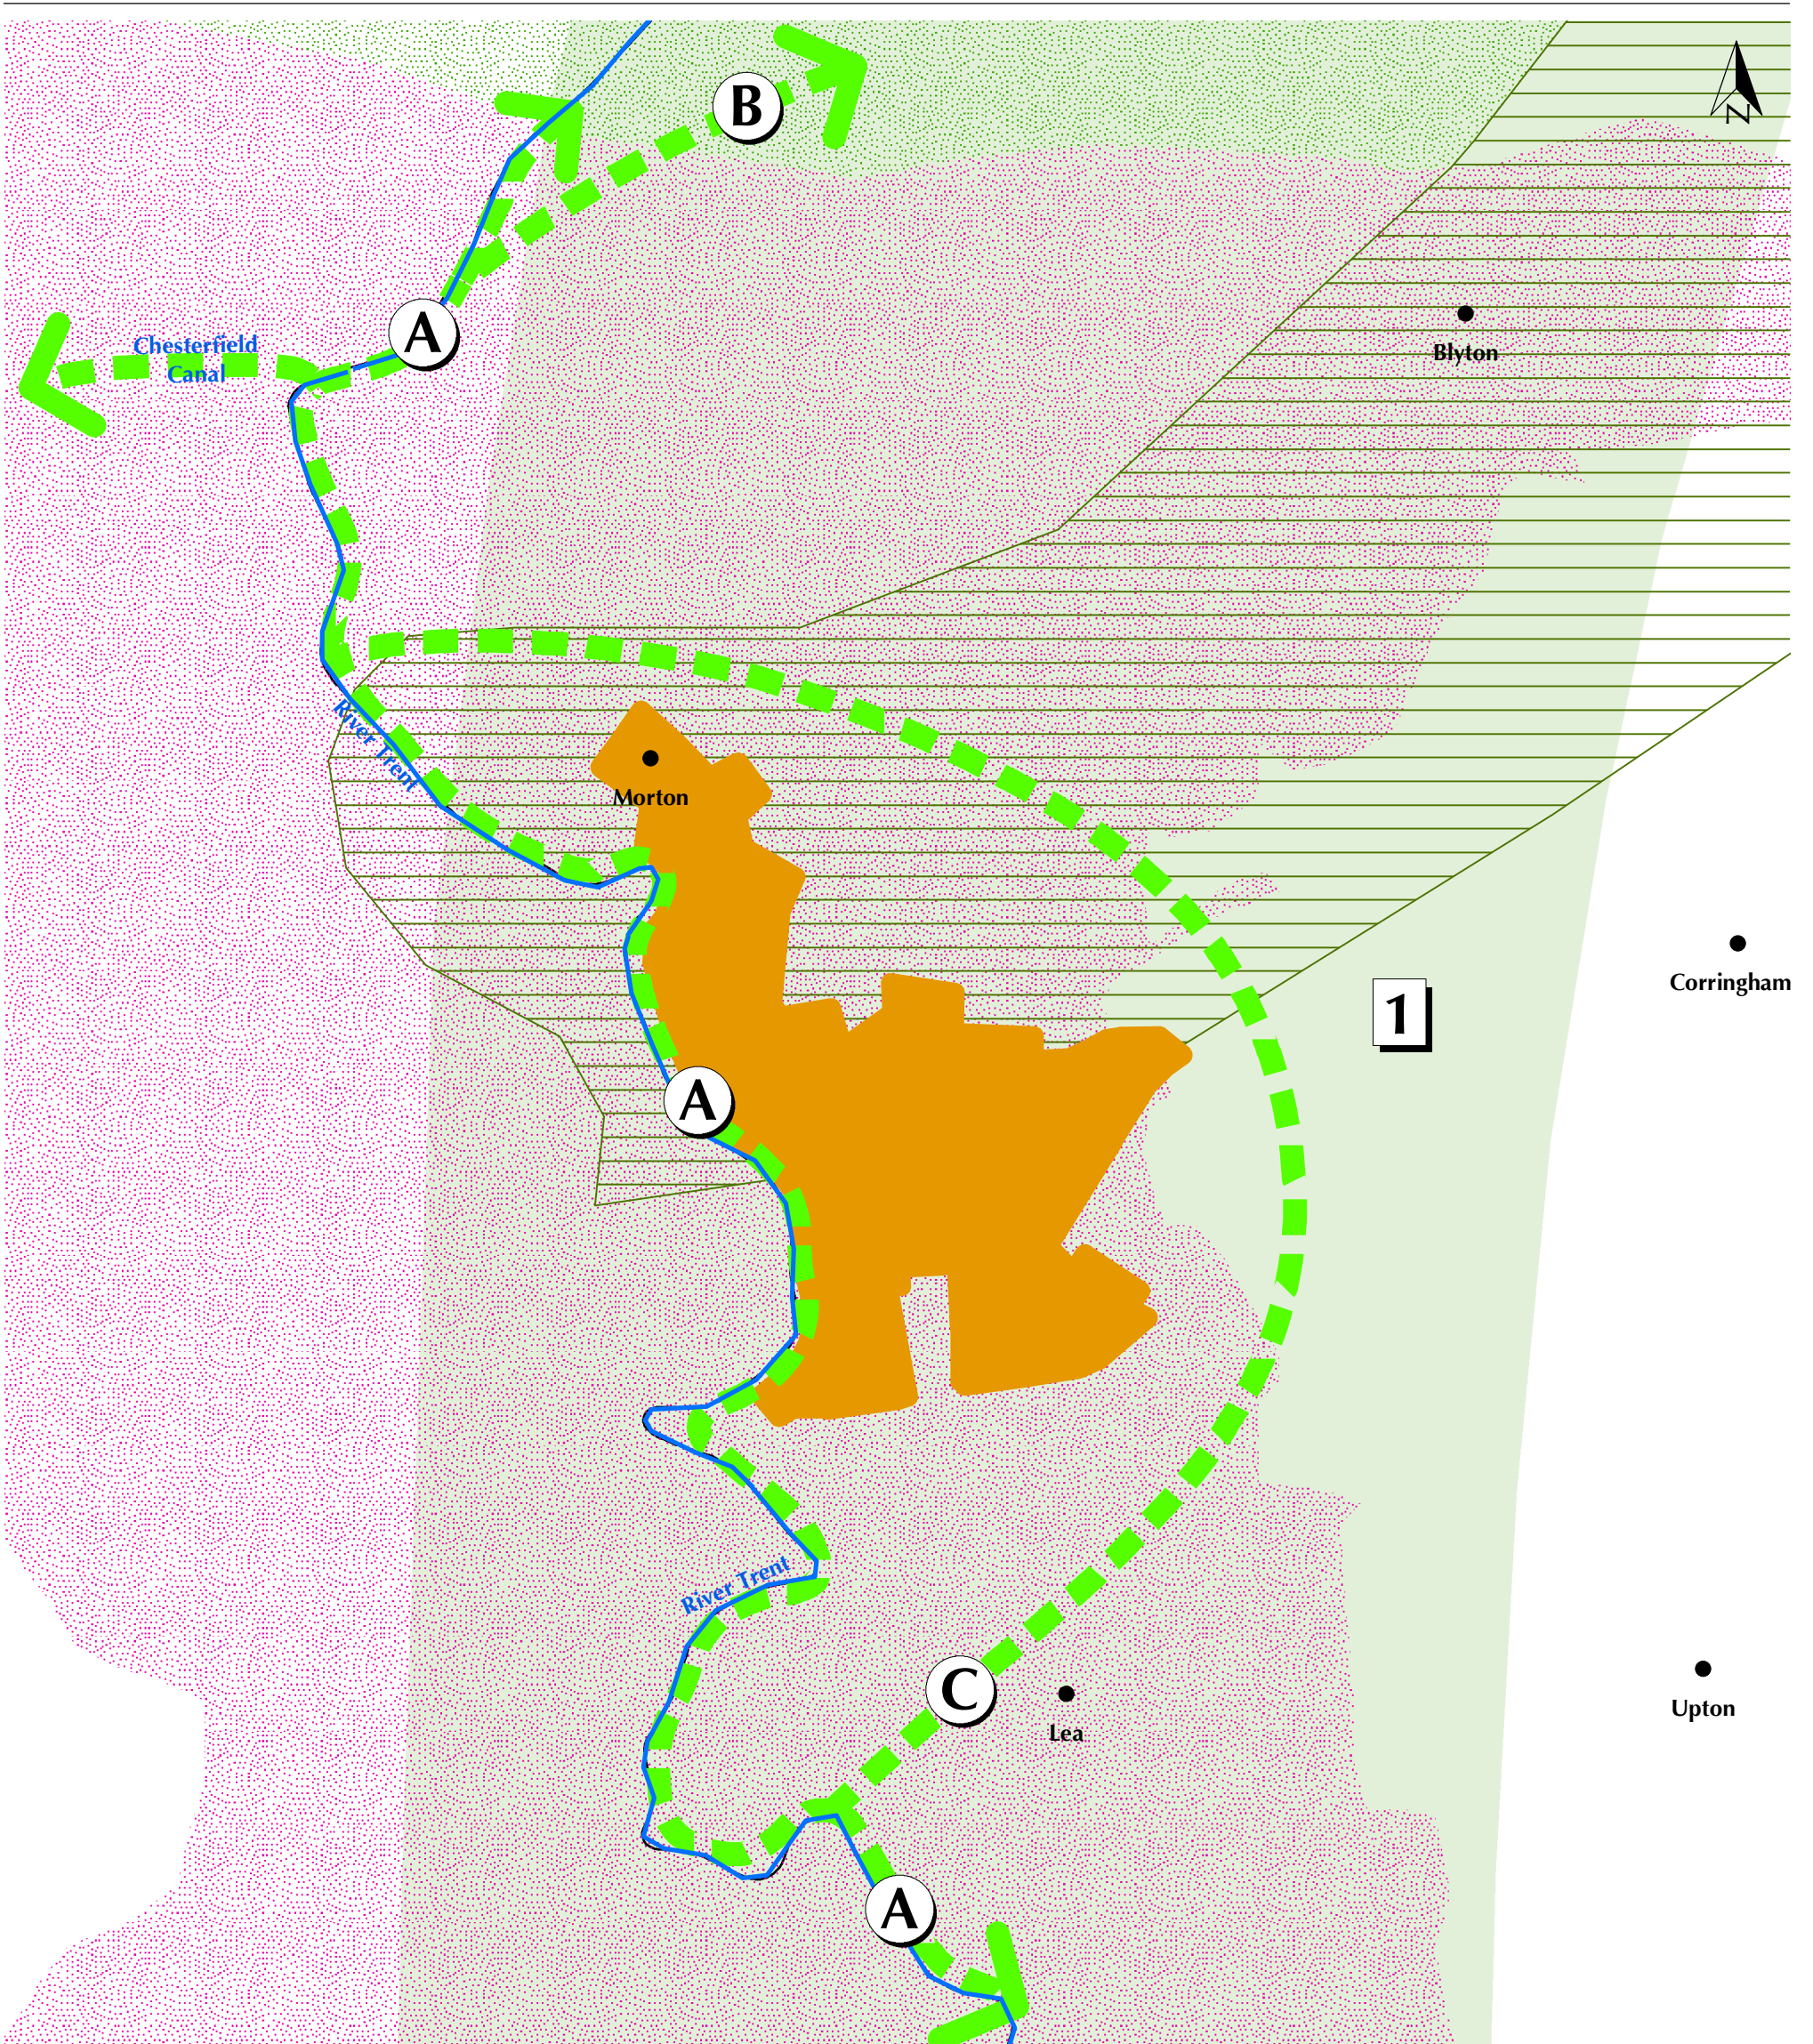 B
N
A
Chesterfield
Canal
Blyton
River Trent
Morton
Corringham
1
A
River Trent
C
Lea
Upton
A